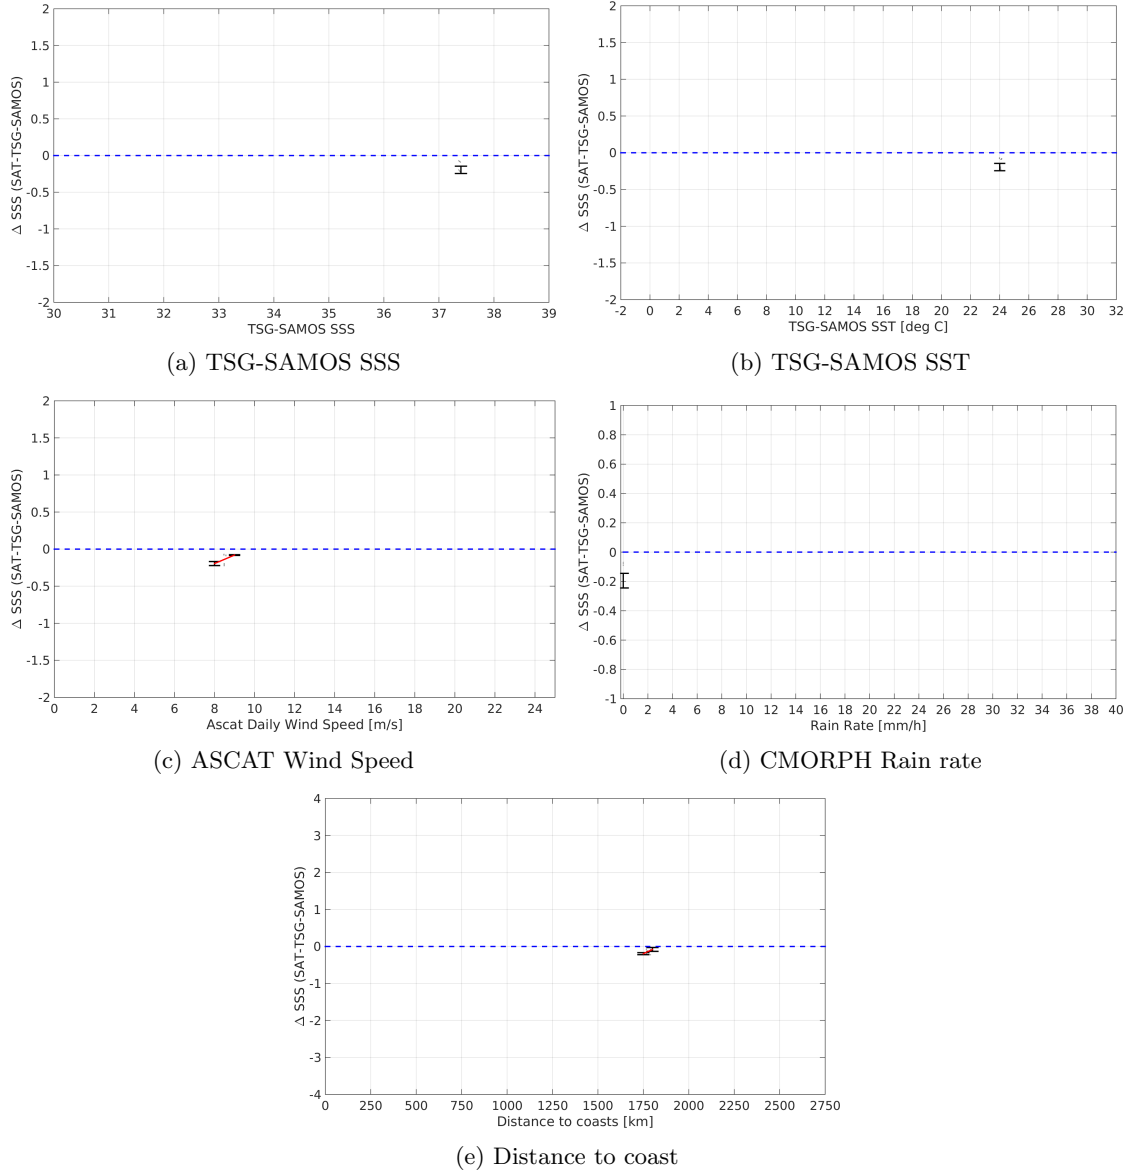 2
1.5
1
0.5
0
-0.5
-1
-1.5
-2
Δ SSS (SAT-TSG-SAMOS)
30 31 32 33 34 35 36 37 38 39
TSG-SAMOS SSS
(a) TSG-SAMOS SSS
2
1.5
1
0.5
0
-0.5
-1
-1.5
-2
Δ SSS (SAT-TSG-SAMOS)
-2 0 2 4 6 8 10 12 14 16 18 20 22 24 26 28 30 32
TSG-SAMOS SST [deg C]
(b) TSG-SAMOS SST
2
1.5
1
0.5
0
-0.5
-1
-1.5
-2
Δ SSS (SAT-TSG-SAMOS)
0 2 4 6 8 10 12 14 16 18 20 22 24
Ascat Daily Wind Speed [m/s]
(c) ASCAT Wind Speed
1
0.8
0.6
0.4
0.2
0
-0.2
-0.4
-0.6
-0.8
-1
Δ SSS (SAT-TSG-SAMOS)
0 2 4 6 8 10 12 14 16 18 20 22 24 26 28 30 32 34 36 38 40
Rain Rate [mm/h]
(d) CMORPH Rain rate
4
3
2
1
0
-1
-2
-3
-4
Δ SSS (SAT-TSG-SAMOS)
0 250 500 750 1000 1250 1500 1750 2000 2250 2500 2750
Distance to coasts [km]
(e) Distance to coast